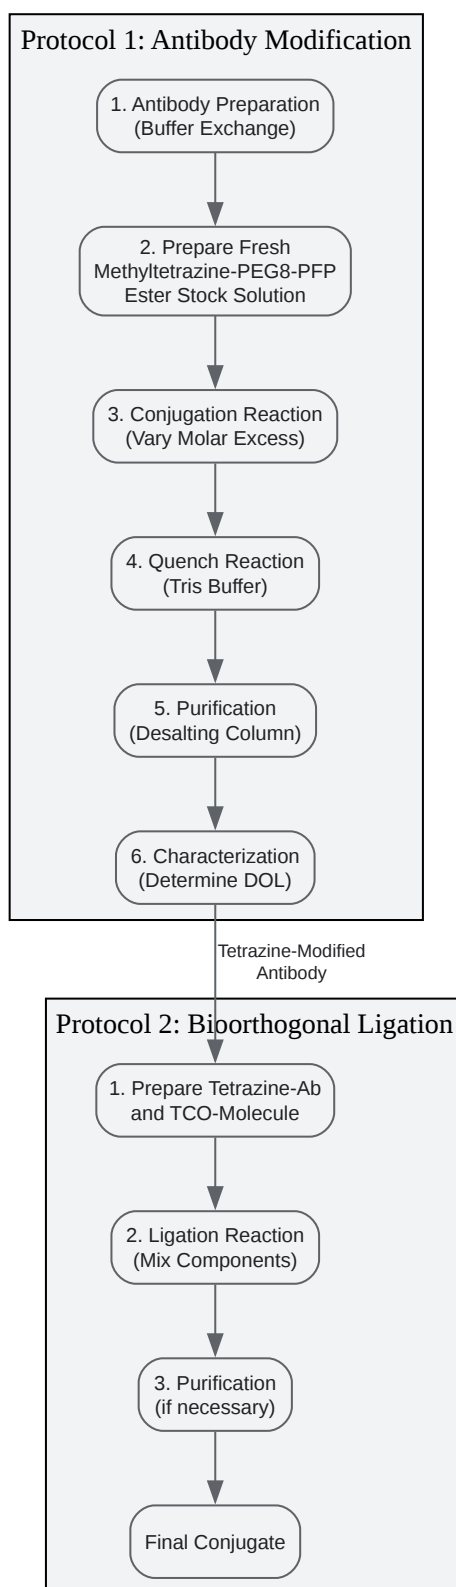 Protocol 1: Antibody Modification
1. Antibody Preparation
(Buffer Exchange)
2. Prepare Fresh
Methyltetrazine-PEG8-PFP
Ester Stock Solution
3. Conjugation Reaction
(Vary Molar Excess)
4. Quench Reaction
(Tris Buffer)
5. Purification
(Desalting Column)
6. Characterization
(Determine DOL)
Tetrazine-Modified
Antibody
Protocol 2: Bioorthogonal Ligation
1. Prepare Tetrazine-Ab
and TCO-Molecule
2. Ligation Reaction
(Mix Components)
3. Purification
(if necessary)
Final Conjugate